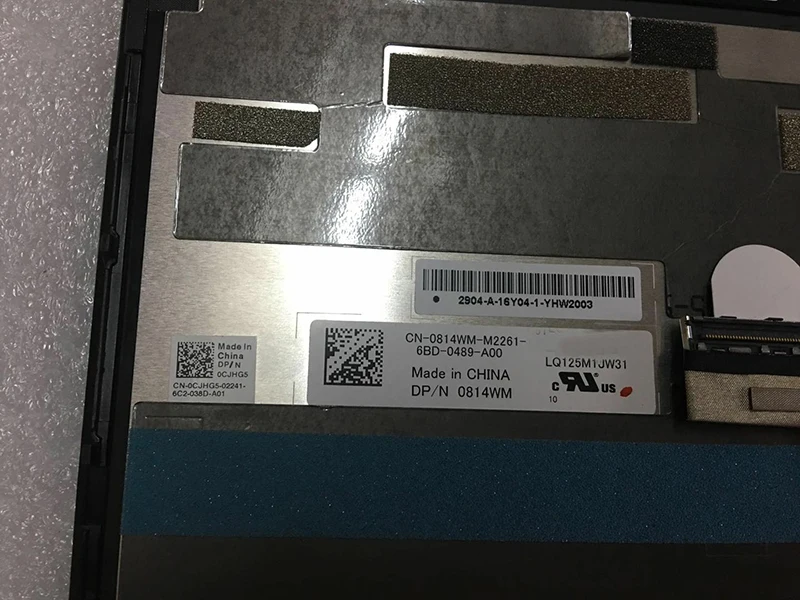 2904-A-16Y04-1-YHW2003
CN-0814WM-M2261-
6BD-0489-A00
Made in CHINA
DP/N 0814WM
LQ125M1JW31
C RU US
10
Made in
China
DP/N
0CJHG5
CN-0CJHG5-02241-
6C2-038D-A01